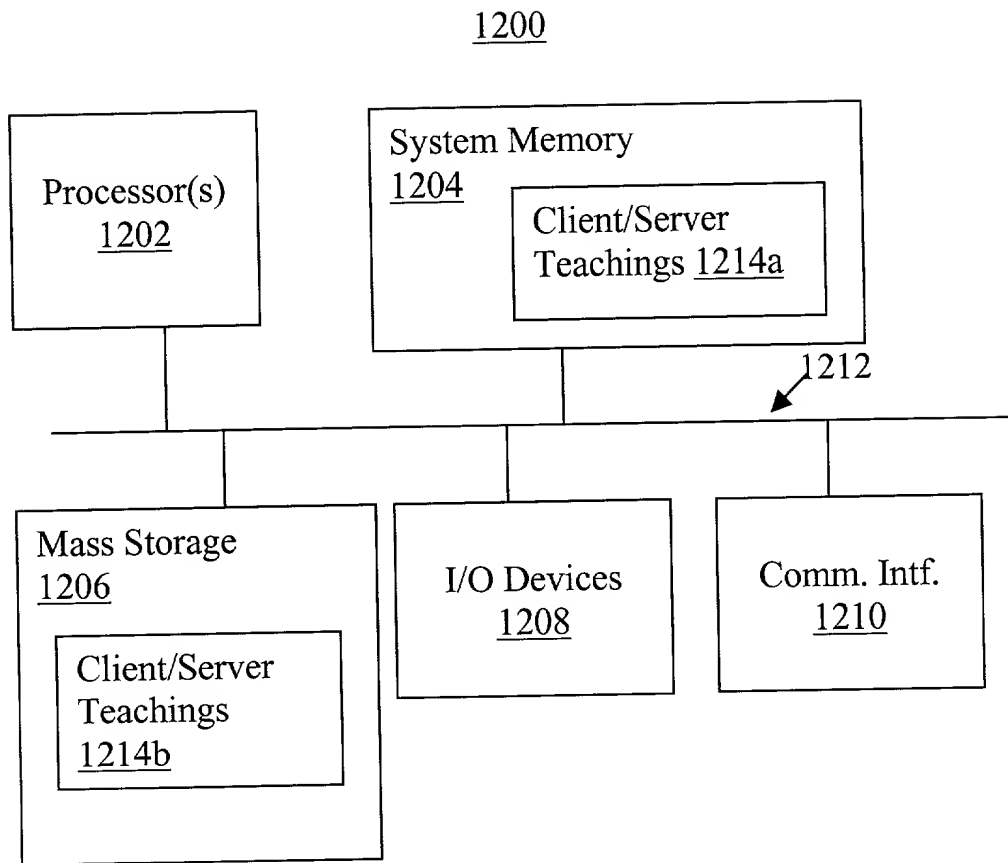 1200
Processor(s)
1202
System Memory
1204
Client/Server
Teachings 1214a
1212
Mass Storage
1206
Client/Server
Teachings
1214b
I/O Devices
1208
Comm. Intf.
1210